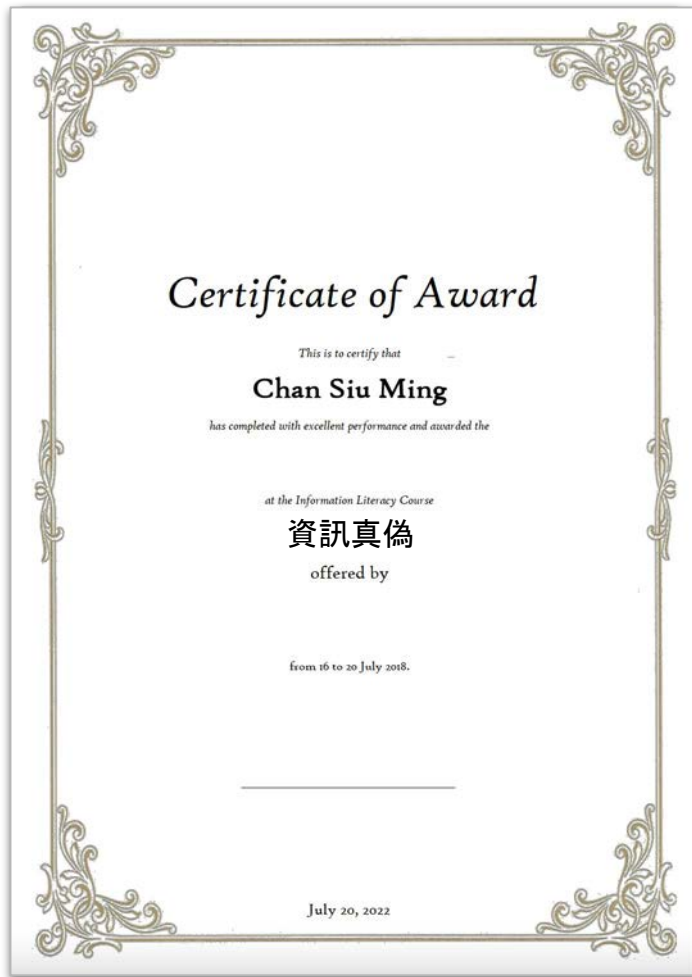 Certificate of Award
This is to certify that
Chan Siu Ming
has completed with excellent performance and awarded the
at the Information Literacy Course
資訊真偽
offered by
from 16 to 20 July 2018.
July 20, 2022